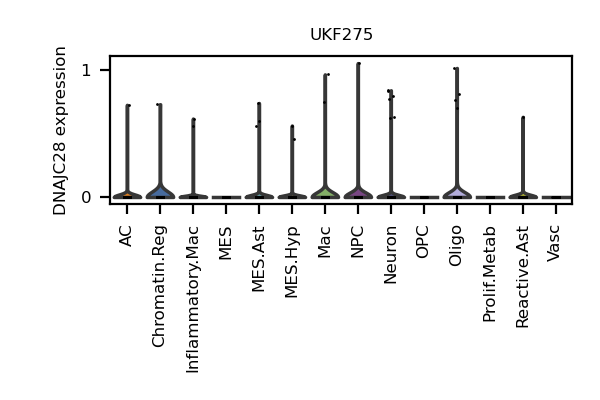 UKF275
DNAJC28 expression
1
0
AC
Chromatin.Reg
Inflammatory.Mac
MES
MES.Ast
MES.Hyp
Mac
NPC
Neuron
OPC
Oligo
Prolif.Metab
Reactive.Ast
Vasc